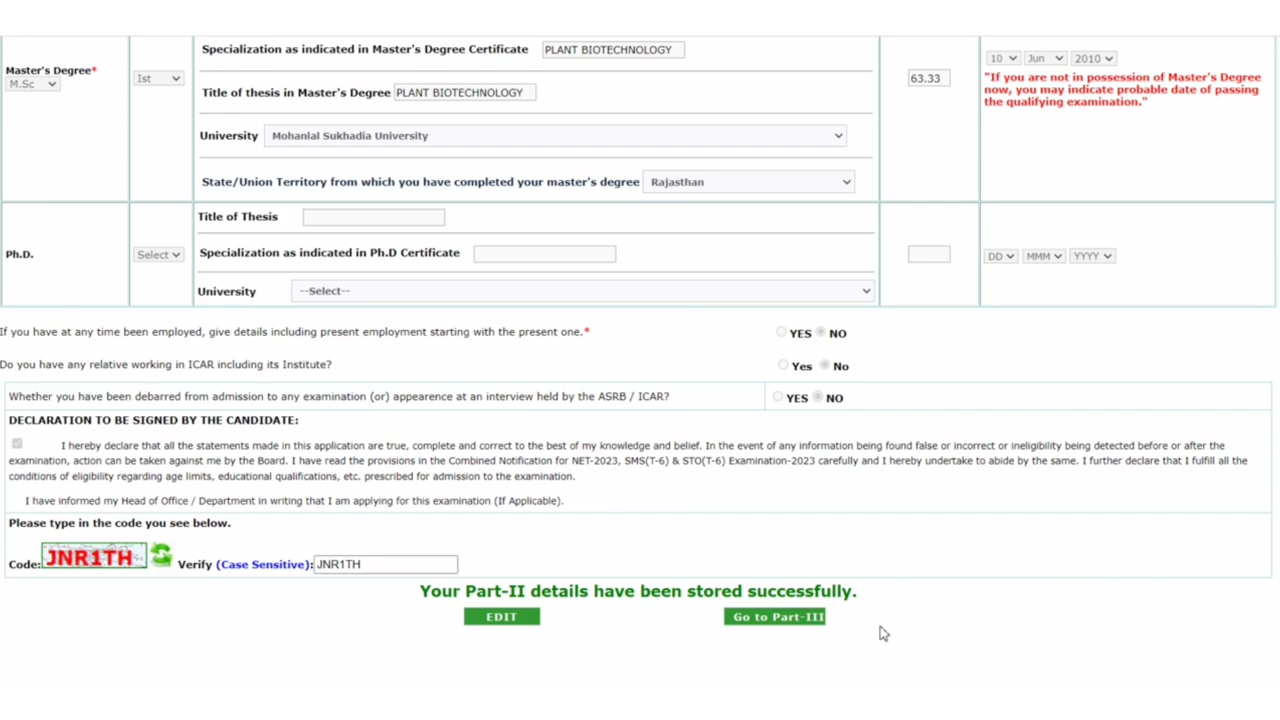 Specialization as indicated in Master's Degree Certificate PLANT BIOTECHNOLOGY
Master's Degree*
M.Sc
Ist
Title of thesis in Master's Degree PLANT BIOTECHNOLOGY
University Mohanlal Sukhadia University
State/Union Territory from which you have completed your master's degree Rajasthan
63.33
10 Jun 2010
"If you are not in possession of Master's Degree
now, you may indicate probable date of passing
the qualifying examination."
Ph.D.
Select
Title of Thesis
Specialization as indicated in Ph.D Certificate
University --Select--
DD MMM YYYY
If you have at any time been employed, give details including present employment starting with the present one.* YES NO
Do you have any relative working in ICAR including its Institute? Yes No
Whether you have been debarred from admission to any examination (or) appearence at an interview held by the ASRB / ICAR? YES NO
DECLARATION TO BE SIGNED BY THE CANDIDATE:
I hereby declare that all the statements made in this application are true, complete and correct to the best of my knowledge and belief. In the event of any information being found false or incorrect or ineligibility being detected before or after the
examination, action can be taken against me by the Board. I have read the provisions in the Combined Notification for NET-2023, SMS(T-6) & STO(T-6) Examination-2023 carefully and I hereby undertake to abide by the same. I further declare that I fulfill all the
conditions of eligibility regarding age limits, educational qualifications, etc. prescribed for admission to the examination.
I have informed my Head of Office / Department in writing that I am applying for this examination (If Applicable).
Please type in the code you see below.
Code: JNR1TH Verify (Case Sensitive): JNR1TH
Your Part-II details have been stored successfully.
EDIT Go to Part-III